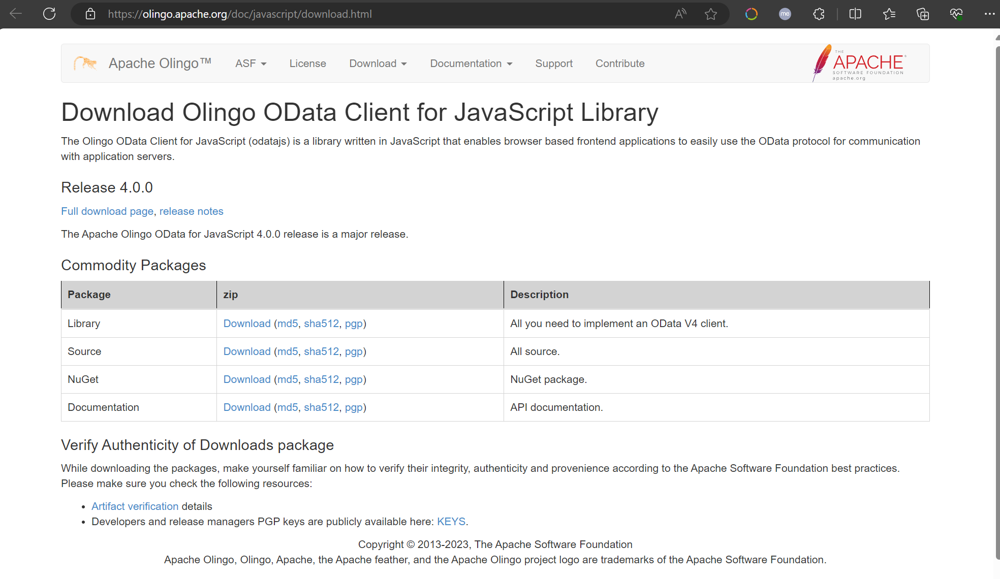 https://olingo.apache.org/doc/javascript/download.html
me
Apache Olingo™ ASF License Download Documentation Support Contribute
THE
APACHE®
SOFTWARE FOUNDATION
apache.org
Download Olingo OData Client for JavaScript Library
The Olingo OData Client for JavaScript (odatajs) is a library written in JavaScript that enables browser based frontend applications to easily use the OData protocol for communication
with application servers.
Release 4.0.0
Full download page, release notes
The Apache Olingo OData for JavaScript 4.0.0 release is a major release.
Commodity Packages
Package zip Description
Library Download (md5, sha512, pgp) All you need to implement an OData V4 client.
Source Download (md5, sha512, pgp) All source.
NuGet Download (md5, sha512, pgp) NuGet package.
Documentation Download (md5, sha512, pgp) API documentation.
Verify Authenticity of Downloads package
While downloading the packages, make yourself familiar on how to verify their integrity, authenticity and provenience according to the Apache Software Foundation best practices.
Please make sure you check the following resources:
• Artifact verification details
• Developers and release managers PGP keys are publicly available here: KEYS.
Copyright © 2013-2023, The Apache Software Foundation
Apache Olingo, Olingo, Apache, the Apache feather, and the Apache Olingo project logo are trademarks of the Apache Software Foundation.